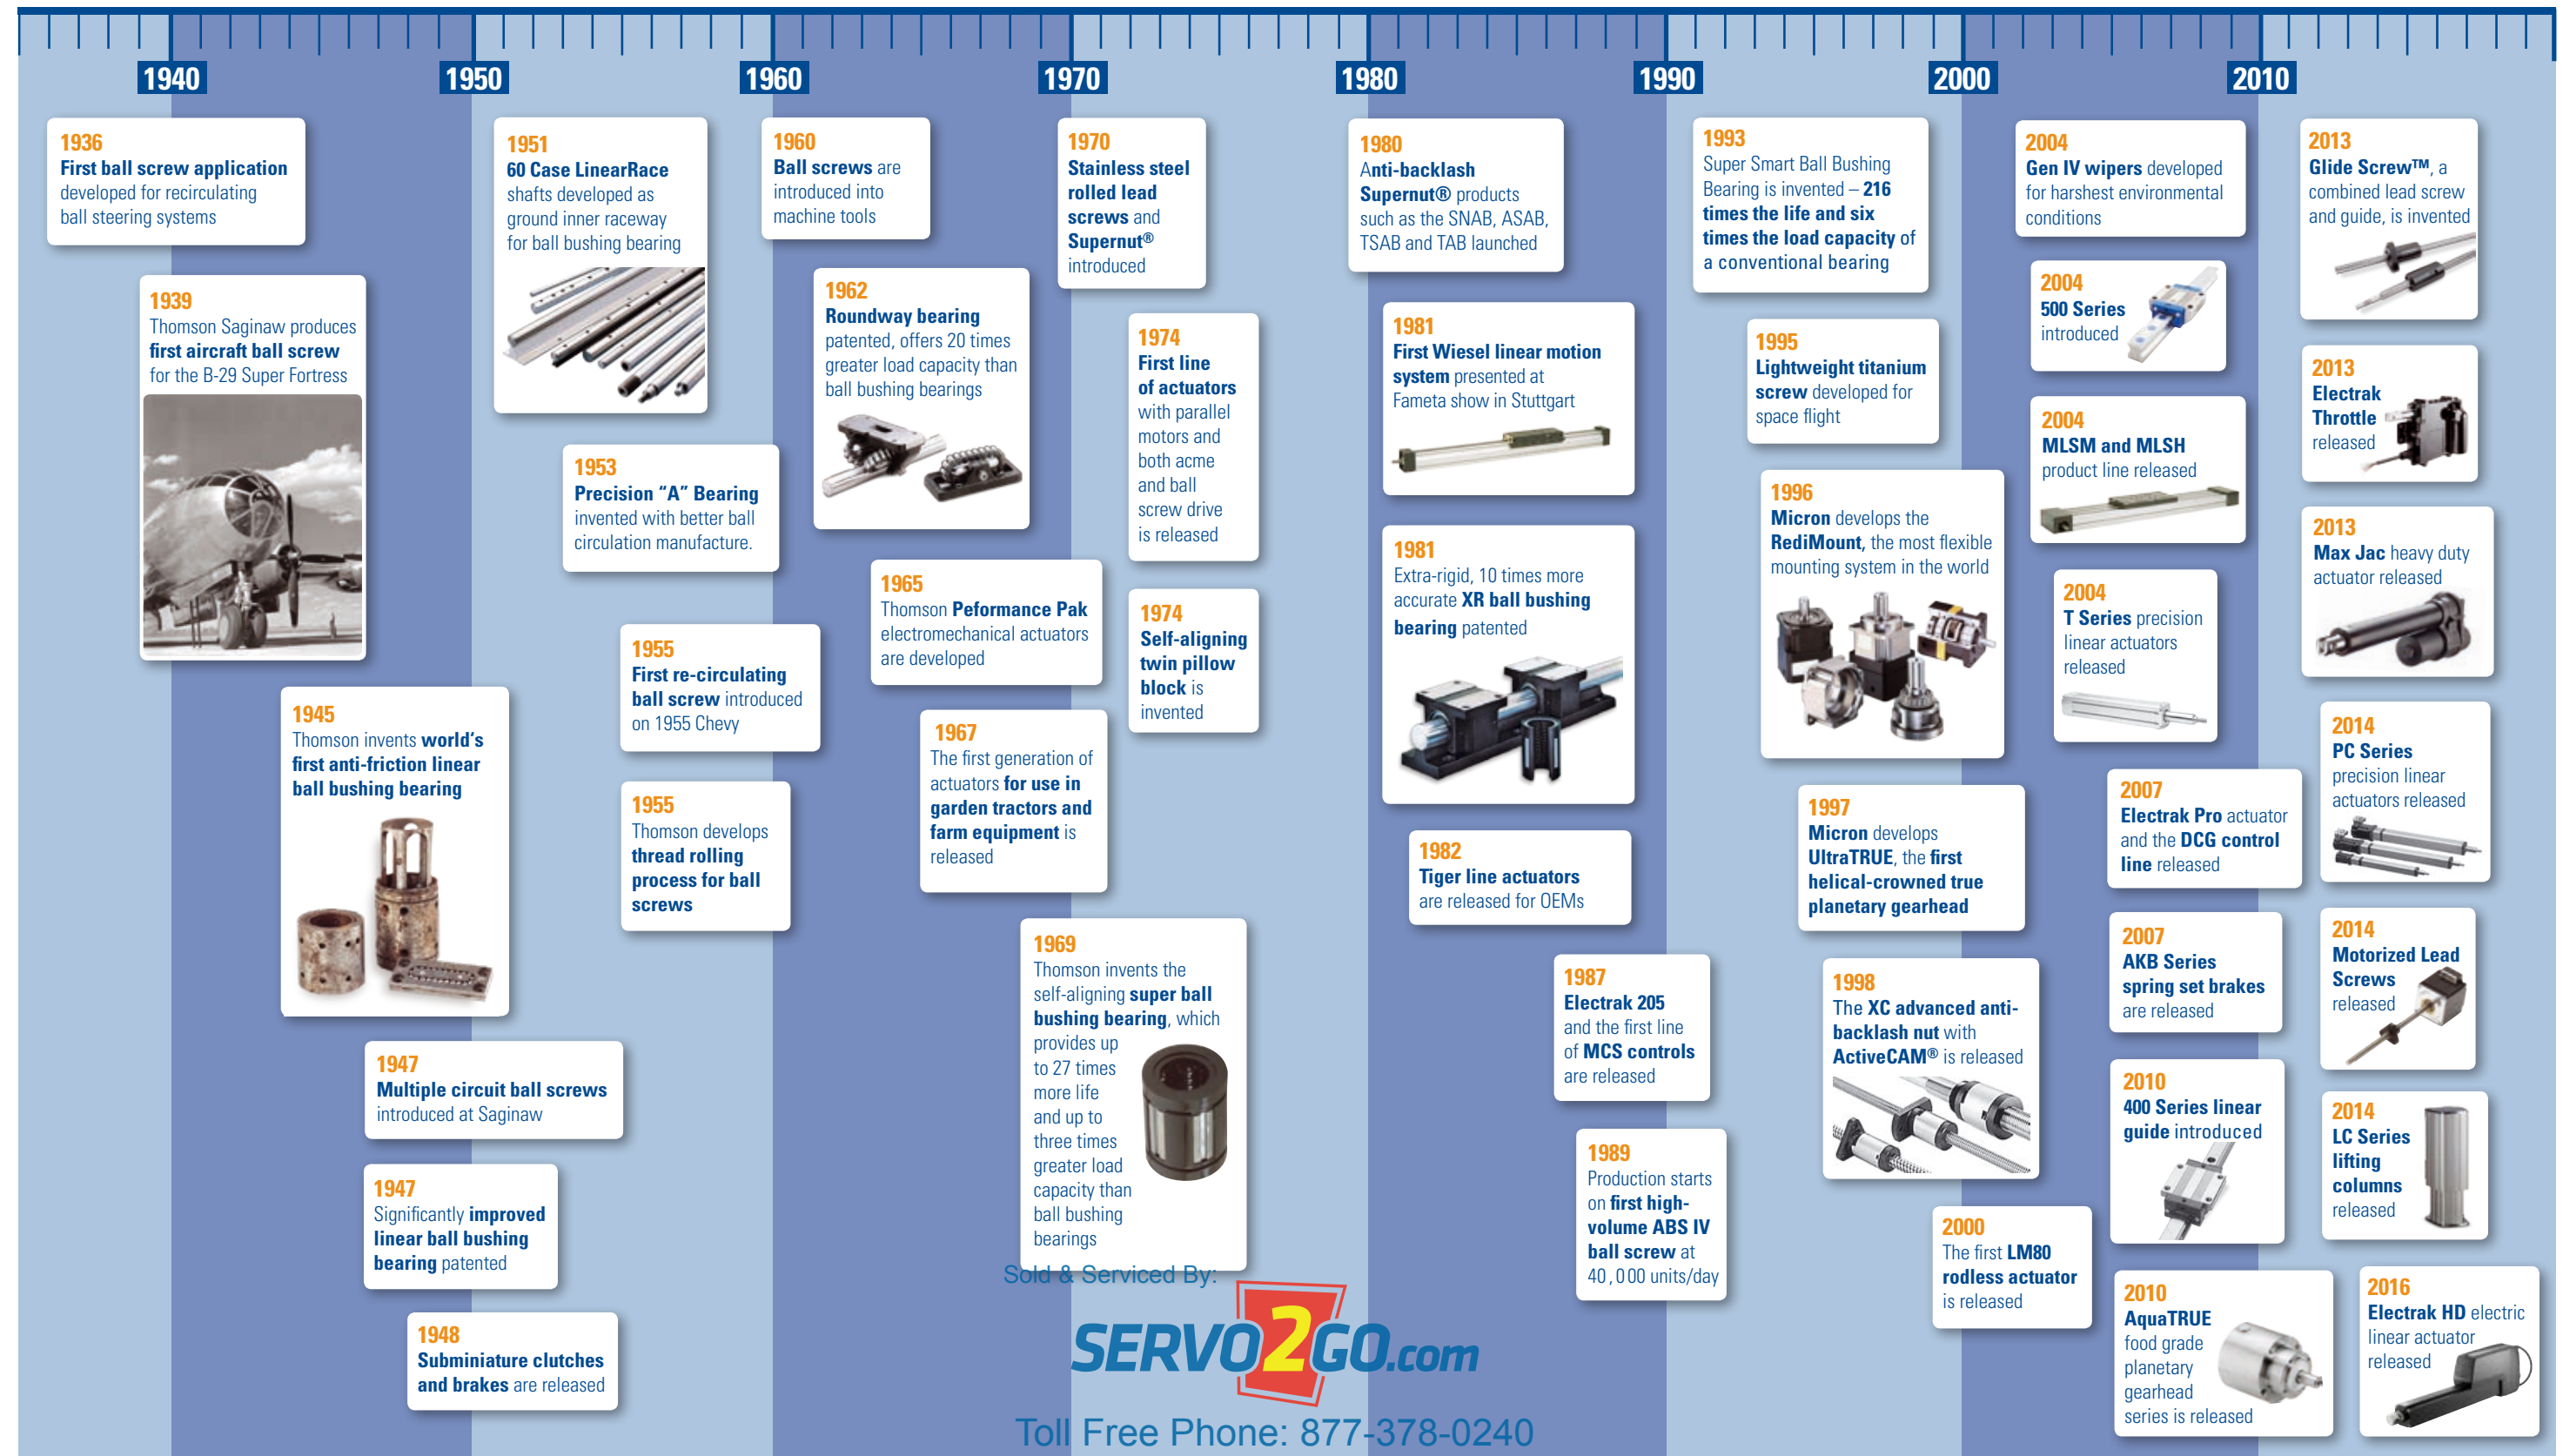 1940
1950
1960
1970
1980
1990
2000
2010
1936
First ball screw application
developed for recirculating
ball steering systems
1939
Thomson Saginaw produces
first aircraft ball screw
for the B-29 Super Fortress
1945
Thomson invents world‘s
first anti-friction linear
ball bushing bearing
1947
Multiple circuit ball screws
introduced at Saginaw
1947
Significantly improved
linear ball bushing
bearing patented
1948
Subminiature clutches
and brakes are released
1951
60 Case LinearRace
shafts developed as
ground inner raceway
for ball bushing bearing
1953
Precision “A” Bearing
invented with better ball
circulation manufacture.
1955
First re-circulating
ball screw introduced
on 1955 Chevy
1955
Thomson develops
thread rolling
process for ball
screws
1960
Ball screws are
introduced into
machine tools
1962
Roundway bearing
patented, offers 20 times
greater load capacity than
ball bushing bearings
1965
Thomson Peformance Pak
electromechanical actuators
are developed
1967
The first generation of
actuators for use in
garden tractors and
farm equipment is
released
1969
Thomson invents the
self-aligning super ball
bushing bearing, which
provides up
to 27 times
more life
and up to
three times
greater load
capacity than
ball bushing
bearings
1970
Stainless steel
rolled lead
screws and
Supernut®
introduced
1974
First line
of actuators
with parallel
motors and
both acme
and ball
screw drive
is released
1974
Self-aligning
twin pillow
block is
invented
1980
Anti-backlash
Supernut® products
such as the SNAB, ASAB,
TSAB and TAB launched
1981
First Wiesel linear motion
system presented at
Fameta show in Stuttgart
1981
Extra-rigid, 10 times more
accurate XR ball bushing
bearing patented
1982
Tiger line actuators
are released for OEMs
1987
Electrak 205
and the first line
of MCS controls
are released
1989
Production starts
on first high-
volume ABS IV
ball screw at
40,000 units/day
1993
Super Smart Ball Bushing
Bearing is invented – 216
times the life and six
times the load capacity of
a conventional bearing
1995
Lightweight titanium
screw developed for
space flight
1996
Micron develops the
RediMount, the most flexible
mounting system in the world
1997
Micron develops
UltraTRUE, the first
helical-crowned true
planetary gearhead
1998
The XC advanced anti-
backlash nut with
ActiveCAM® is released
2000
The first LM80
rodless actuator
is released
2004
Gen IV wipers developed
for harshest environmental
conditions
2004
500 Series
introduced
2004
MLSM and MLSH
product line released
2004
T Series precision
linear actuators
released
2007
Electrak Pro actuator
and the DCG control
line released
2007
AKB Series
spring set brakes
are released
2010
400 Series linear
guide introduced
2010
AquaTRUE
food grade
planetary
gearhead
series is released
2013
Glide Screw™, a
combined lead screw
and guide, is invented
2013
Electrak
Throttle
released
2013
Max Jac heavy duty
actuator released
2014
PC Series
precision linear
actuators released
2014
Motorized Lead
Screws
released
2014
LC Series
lifting
columns
released
2016
Electrak HD electric
linear actuator
released
Sold & Serviced By:
SERVO2GO.com
Toll Free Phone: 877-378-0240